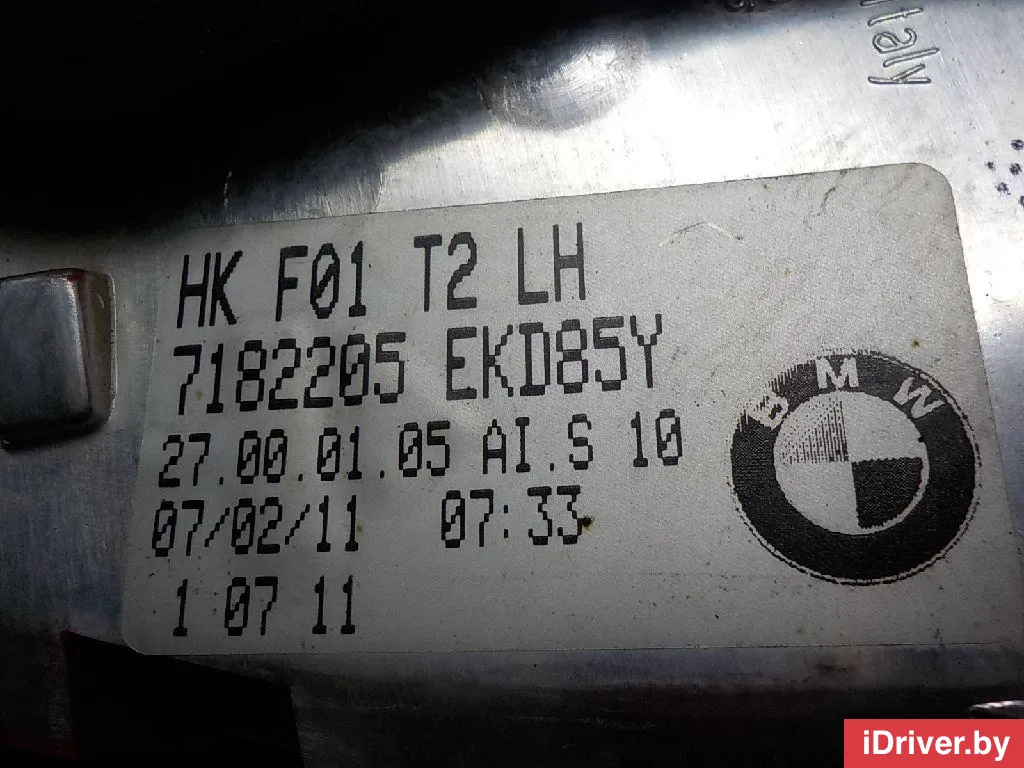 Italy
HK F01 T2 LH
7182205 EKD85Y
27.00.01.05 AI.S 10
07/02/11 07:33
1 07 11
BMW
iDriver.by